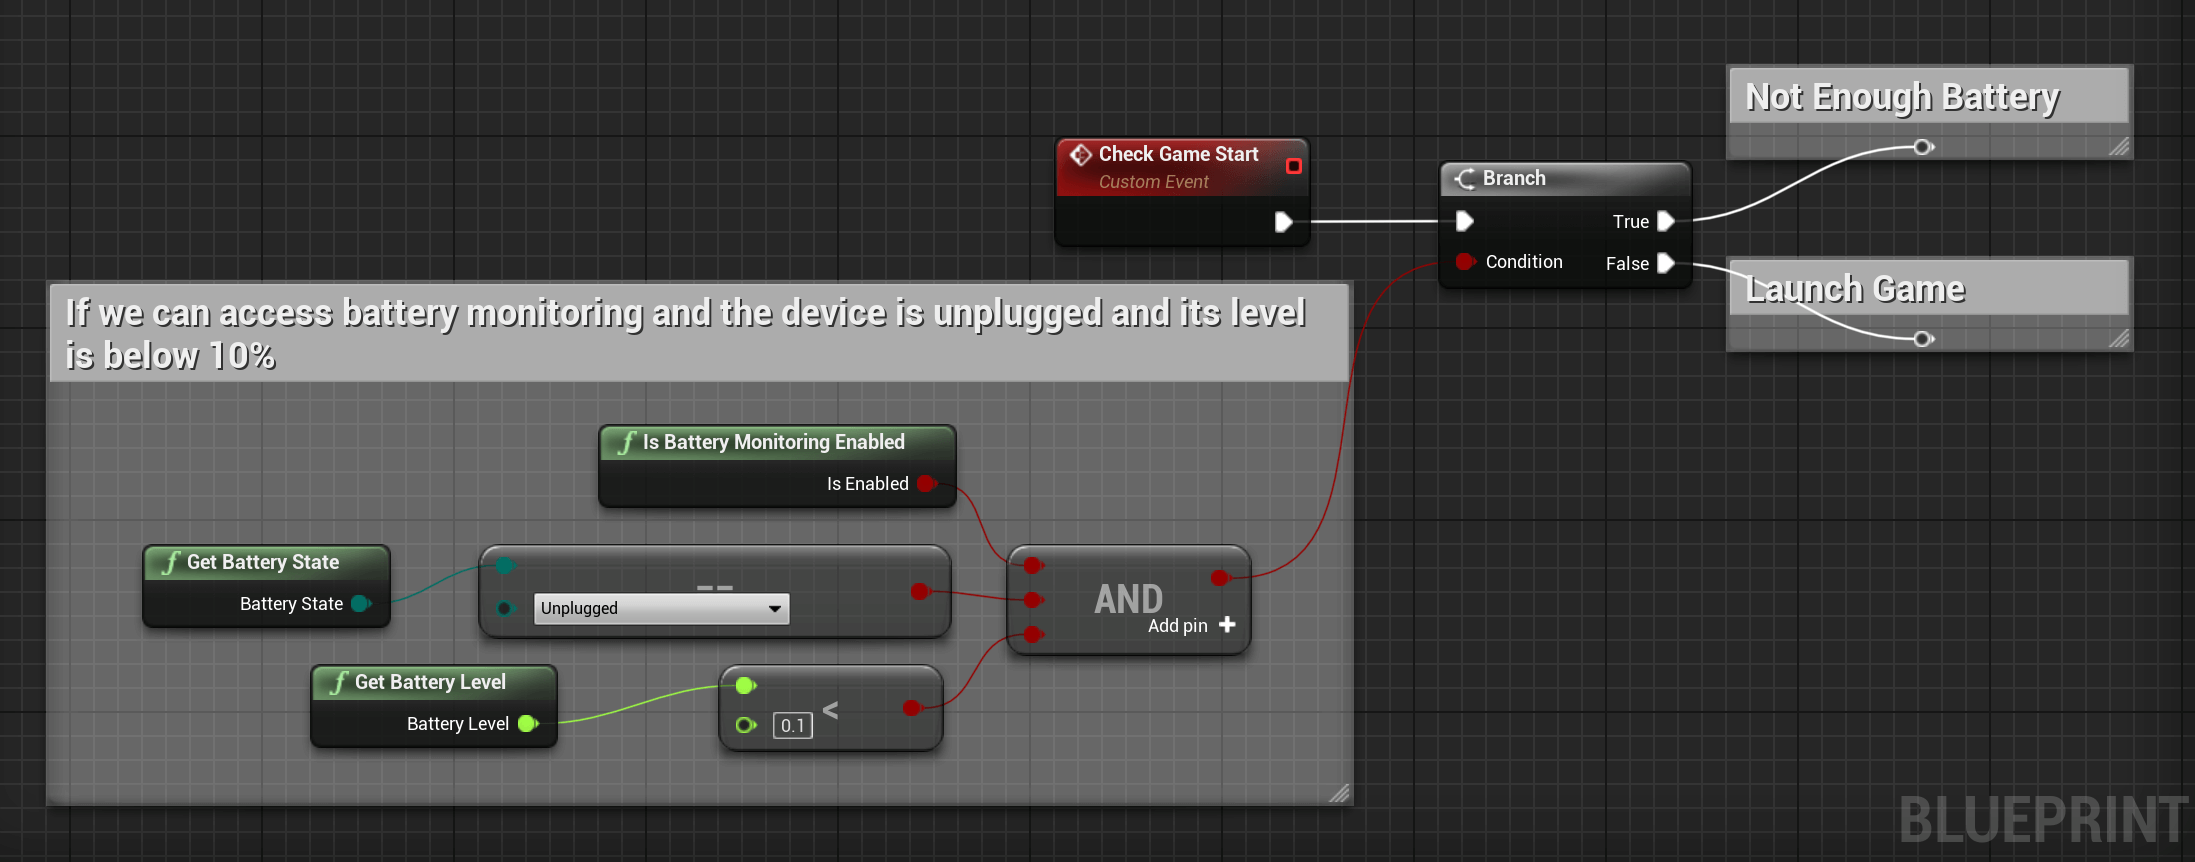 Not Enough Battery
Check Game Start
Custom Event
Branch
True
Condition
False
Launch Game
If we can access battery monitoring and the device is unplugged and its level
is below 10%
f Is Battery Monitoring Enabled
Is Enabled
f Get Battery State
Battery State
==
Unplugged
AND
Add pin +
f Get Battery Level
Battery Level
<
0.1
BLUEPRINT